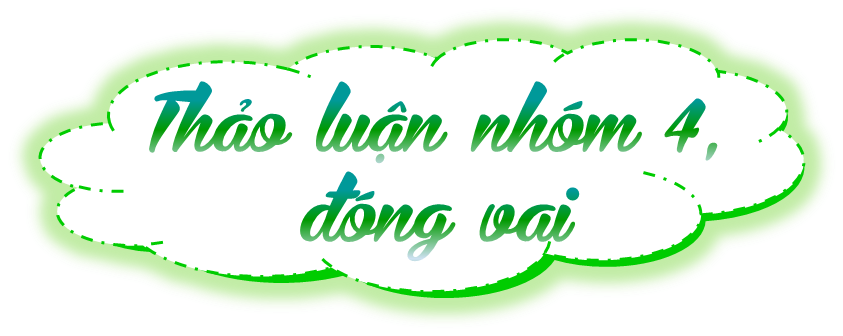 Thảo luận nhóm 4,
đóng vai